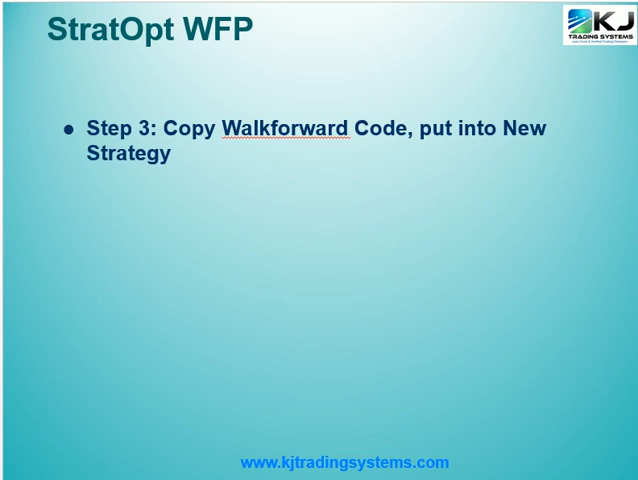 StratOpt WFP
KJ
TRADING SYSTEMS
● Step 3: Copy Walkforward Code, put into New
Strategy
www.kjtradingsystems.com